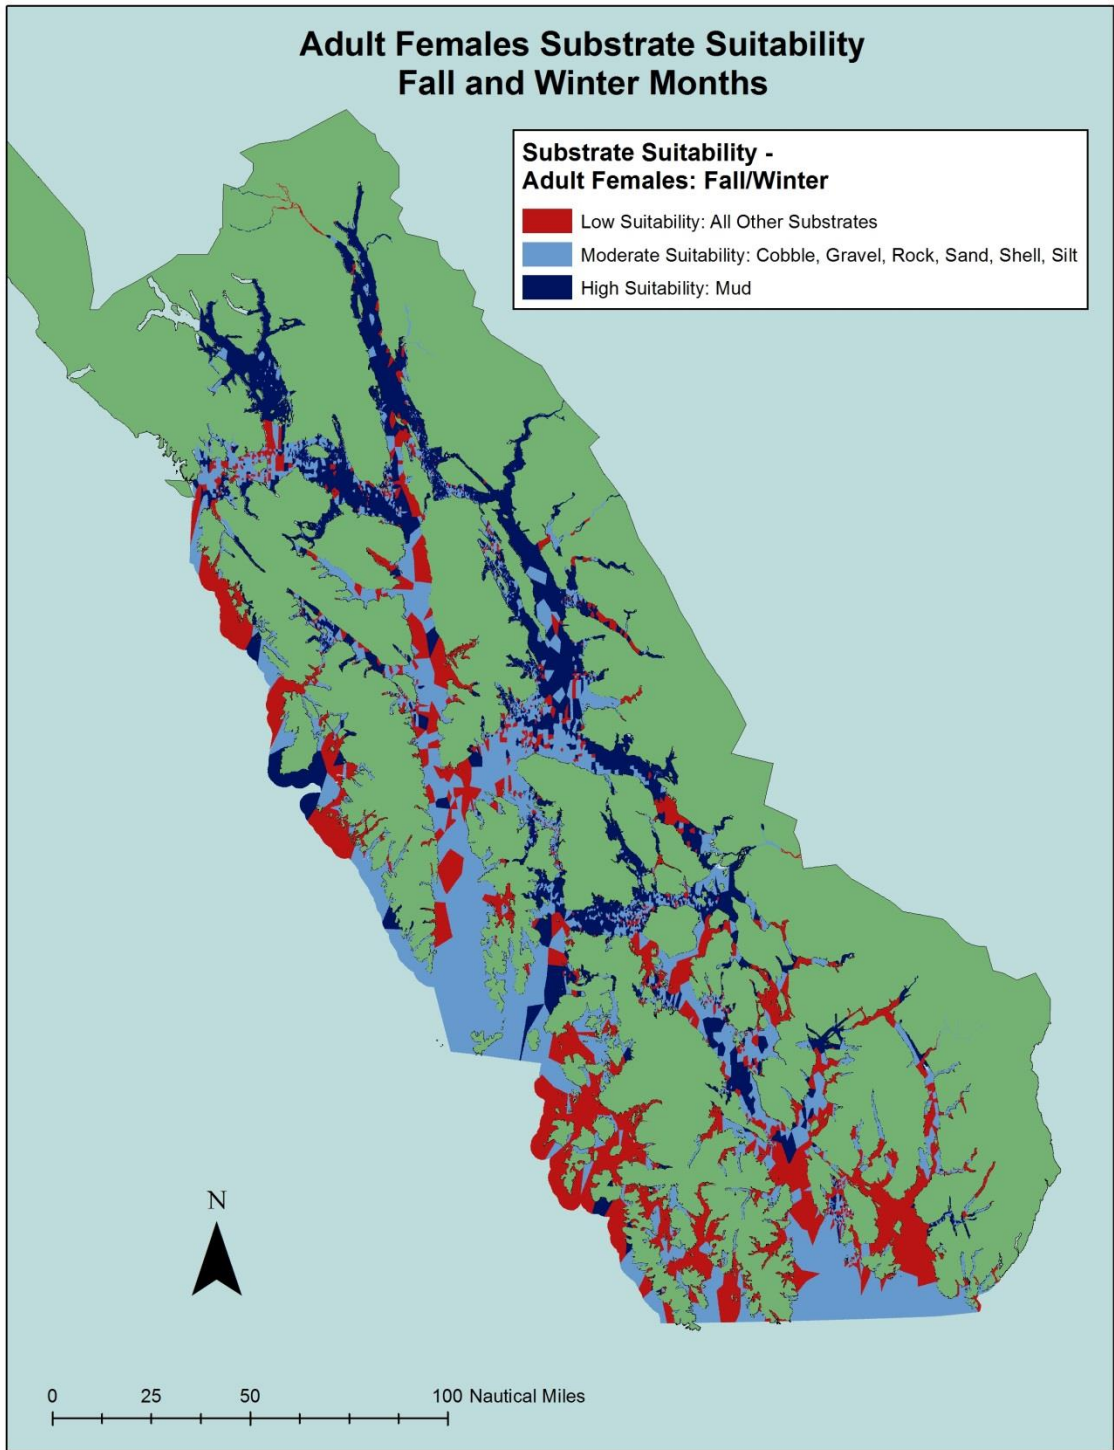 Adult Females Substrate Suitability
Fall and Winter Months
Substrate Suitability -
Adult Females: Fall/Winter
Low Suitability: All Other Substrates
Moderate Suitability: Cobble, Gravel, Rock, Sand, Shell, Silt
High Suitability: Mud
N
0 25 50 100 Nautical Miles